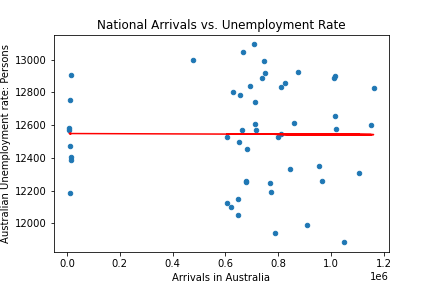 National Arrivals vs. Unemployment Rate
Australian Unemployment rate: Persons
13000
12800
12600
12400
12200
12000
0.0 0.2 0.4 0.6 0.8 1.0 1.2
1e6
Arrivals in Australia